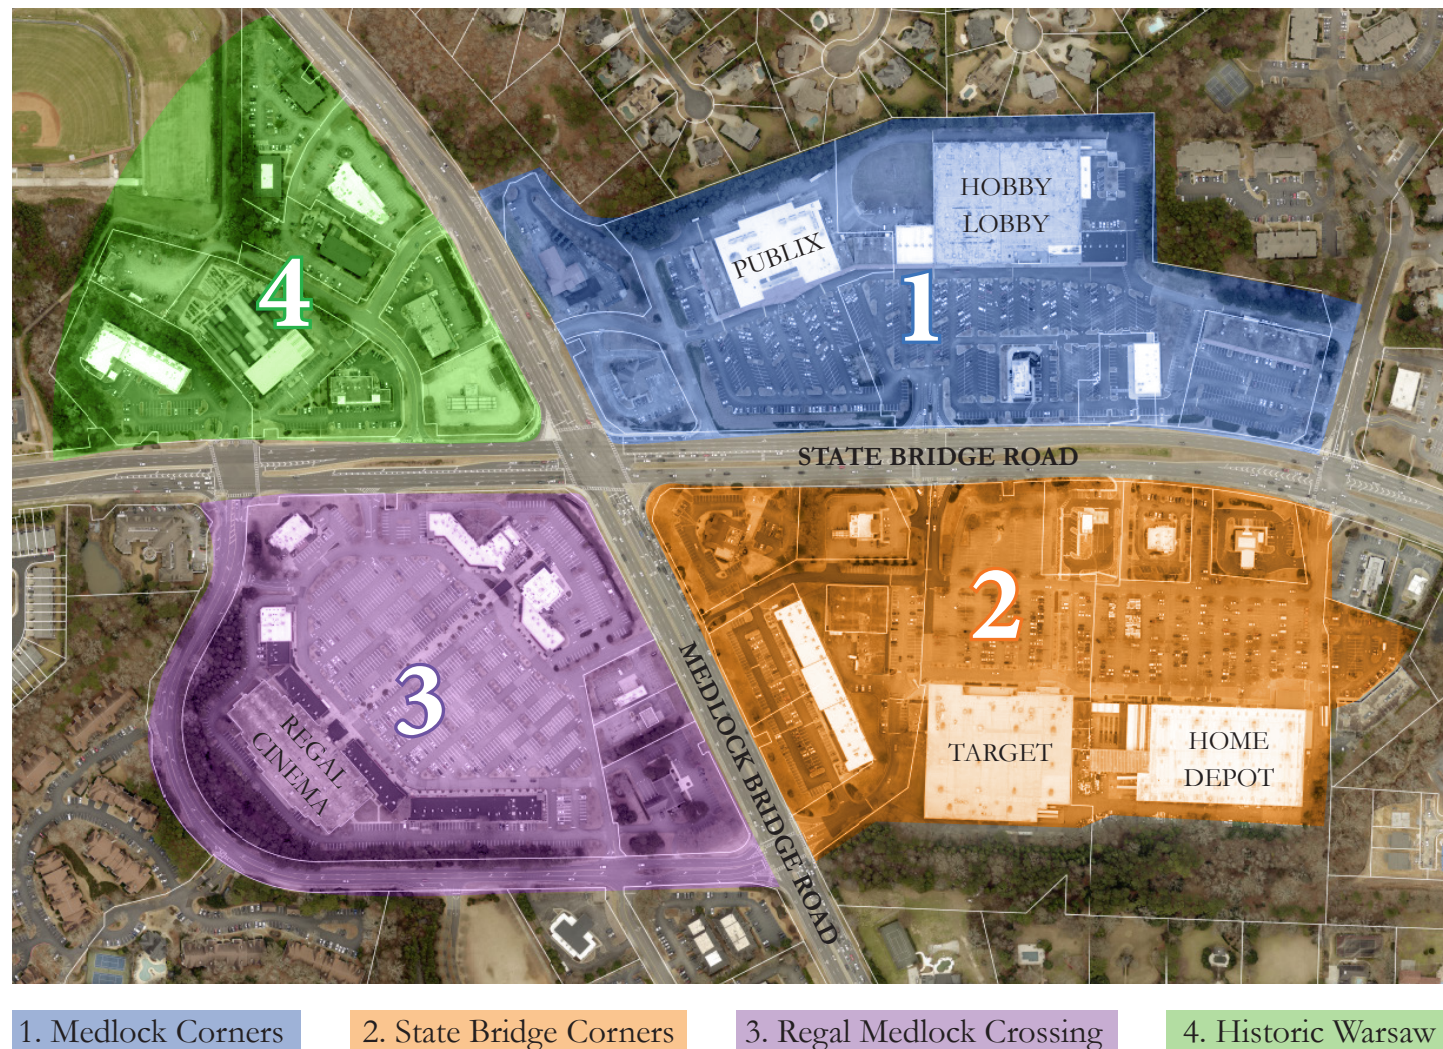 HOBBY
LOBBY
PUBLIX
1
4
STATE BRIDGE ROAD
2
3
MEDLOCK BRIDGE ROAD
REGAL
CINEMA
TARGET
HOME
DEPOT
1. Medlock Corners
2. State Bridge Corners
3. Regal Medlock Crossing
4. Historic Warsaw